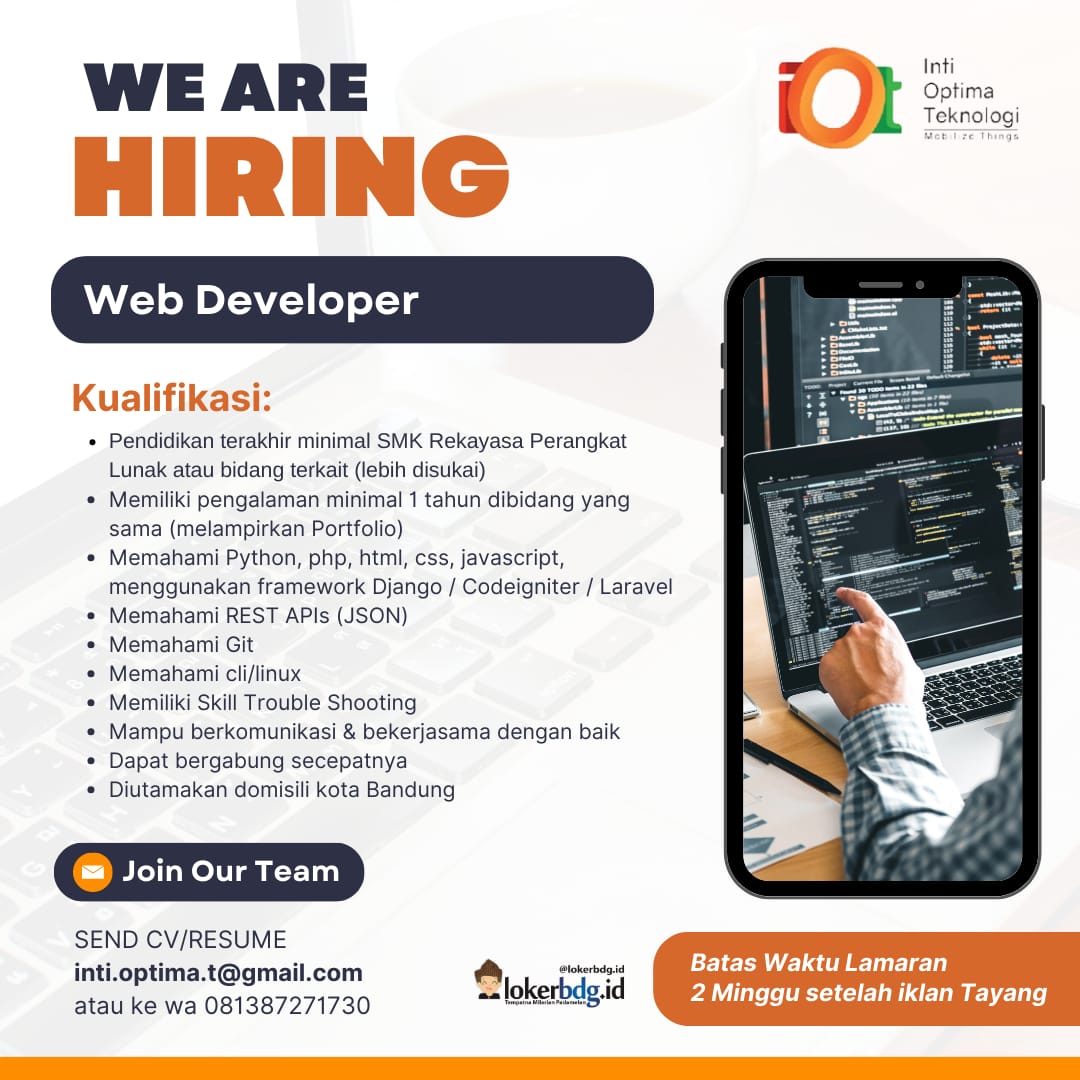 WE ARE
HIRING
iot
Inti
Optima
Teknologi
Mobilize Things
Web Developer
Kualifikasi:
• Pendidikan terakhir minimal SMK Rekayasa Perangkat
Lunak atau bidang terkait (lebih disukai)
• Memiliki pengalaman minimal 1 tahun dibidang yang
sama (melampirkan Portfolio)
• Memahami Python, php, html, css, javascript,
menggunakan framework Django / Codeigniter / Laravel
• Memahami REST APIs (JSON)
• Memahami Git
• Memahami cli/linux
• Memiliki Skill Trouble Shooting
• Mampu berkomunikasi & bekerjasama dengan baik
• Dapat bergabung secepatnya
• Diutamakan domisili kota Bandung
Join Our Team
SEND CV/RESUME
inti.optima.t@gmail.com
atau ke wa 081387271730
@lokerbdg.id
lokerbdg.id
Tempatna Milarian Padamelan
Batas Waktu Lamaran
2 Minggu setelah iklan Tayang